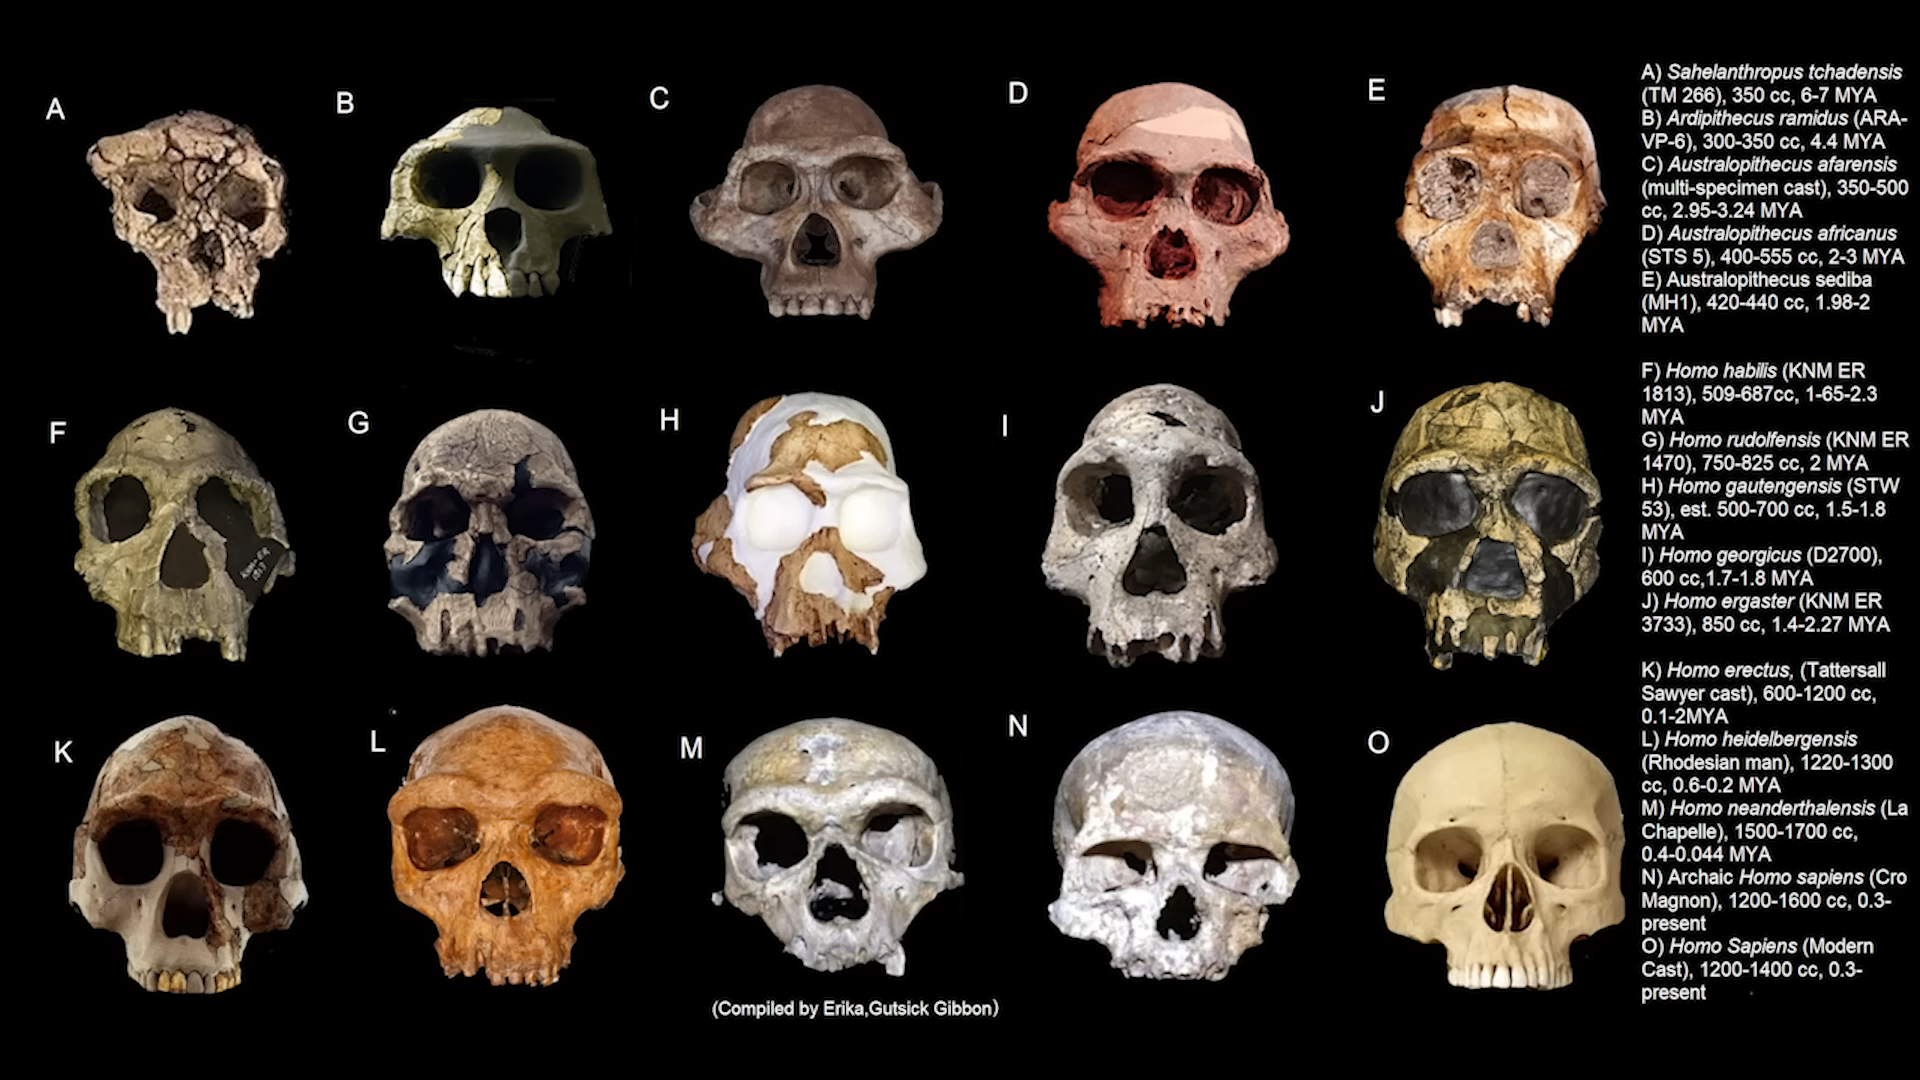 A
B
C
D
E
F
G
H
I
J
K
L
M
N
O
A) Sahelanthropus tchadensis
(TM 266), 350 cc, 6-7 MYA
B) Ardipithecus ramidus (ARA-
VP-6), 300-350 cc, 4.4 MYA
C) Australopithecus afarensis
(multi-specimen cast), 350-500
cc, 2.95-3.24 MYA
D) Australopithecus africanus
(STS 5), 400-555 cc, 2-3 MYA
E) Australopithecus sediba
(MH1), 420-440 cc, 1.98-2
MYA
F) Homo habilis (KNM ER
1813), 509-687cc, 1-65-2.3
MYA
G) Homo rudolfensis (KNM ER
1470), 750-825 cc, 2 MYA
H) Homo gautengensis (STW
53), est. 500-700 cc, 1.5-1.8
MYA
I) Homo georgicus (D2700),
600 cc,1.7-1.8 MYA
J) Homo ergaster (KNM ER
3733), 850 cc, 1.4-2.27 MYA
K) Homo erectus, (Tattersall
Sawyer cast), 600-1200 cc,
0.1-2MYA
L) Homo heidelbergensis
(Rhodesian man), 1220-1300
cc, 0.6-0.2 MYA
M) Homo neanderthalensis (La
Chapelle), 1500-1700 cc,
0.4-0.044 MYA
N) Archaic Homo sapiens (Cro
Magnon), 1200-1600 cc, 0.3-
present
O) Homo Sapiens (Modern
Cast), 1200-1400 cc, 0.3-
present
(Compiled by Erika,Gutsick Gibbon)